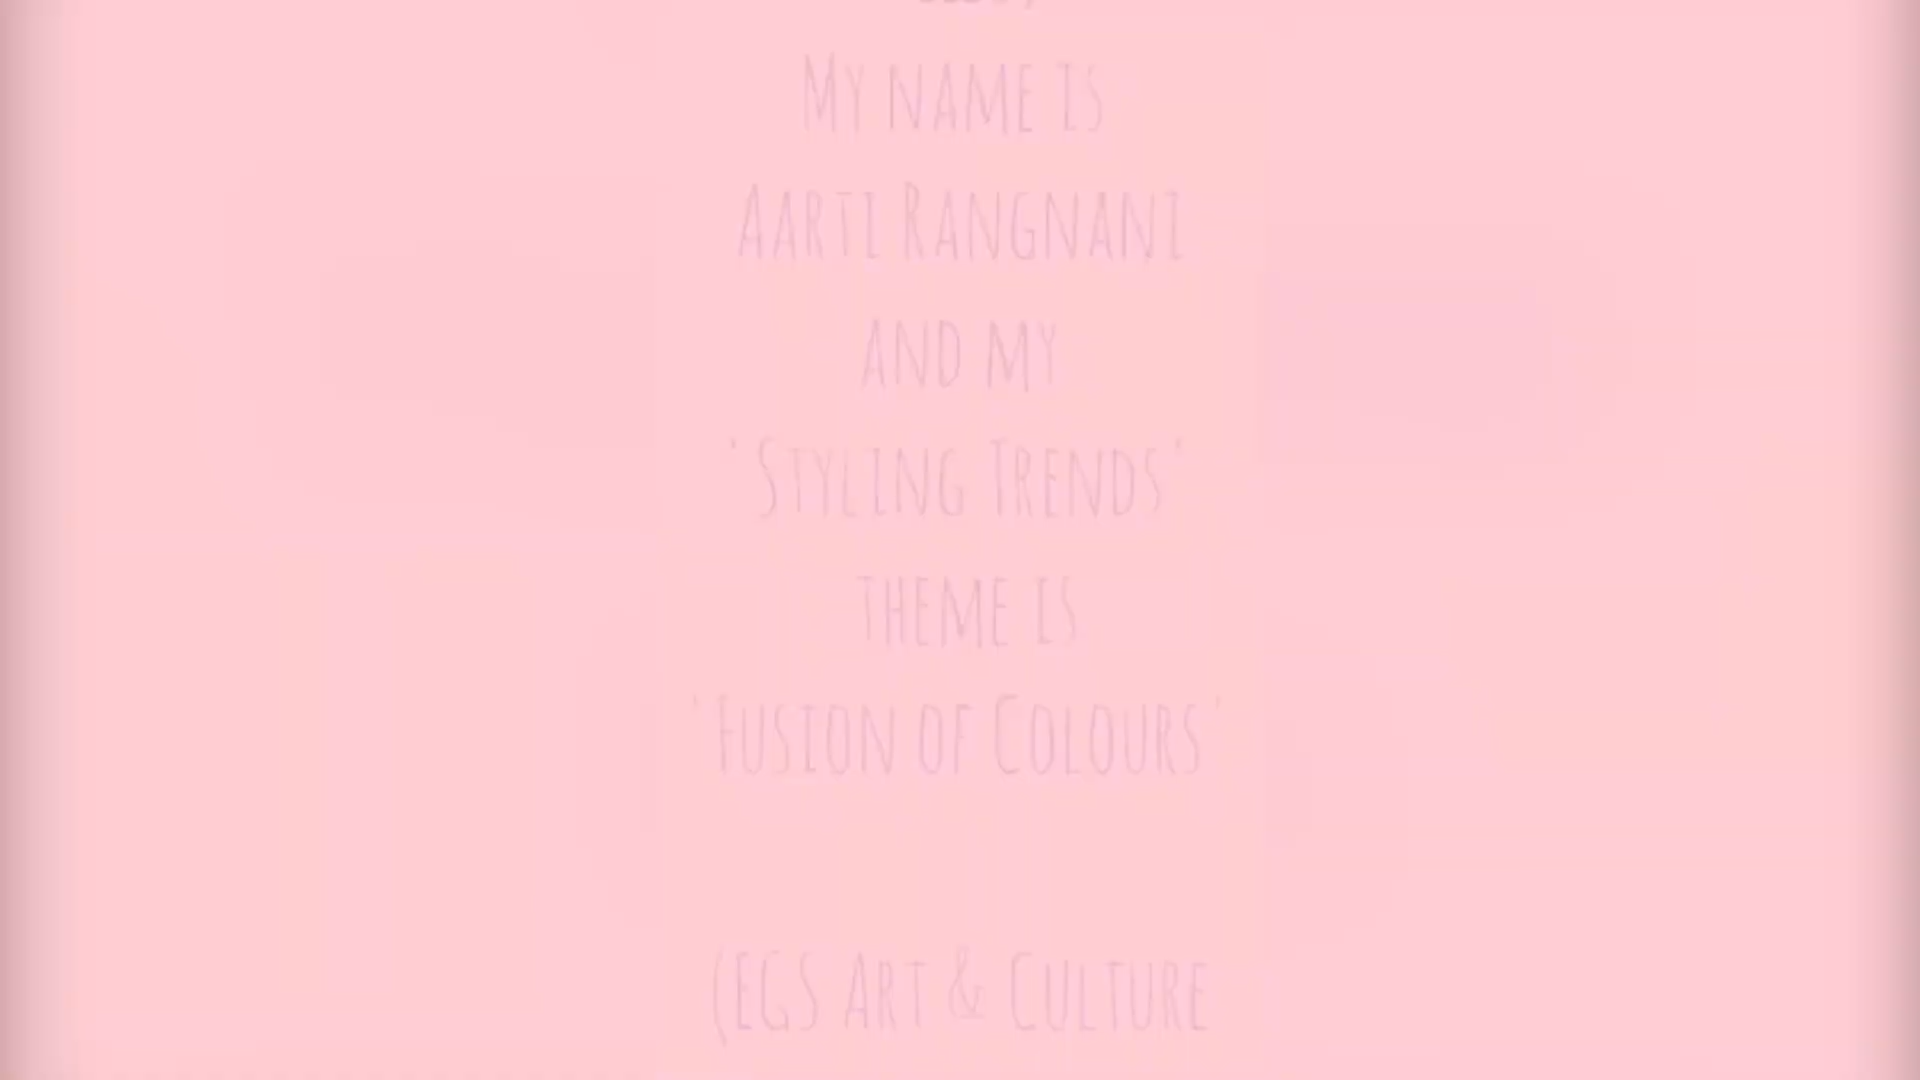 My name is
Aarti Rangnani
and my
'Styling Trends'
theme is
'Fusion of Colours'
(EGS Art & Culture